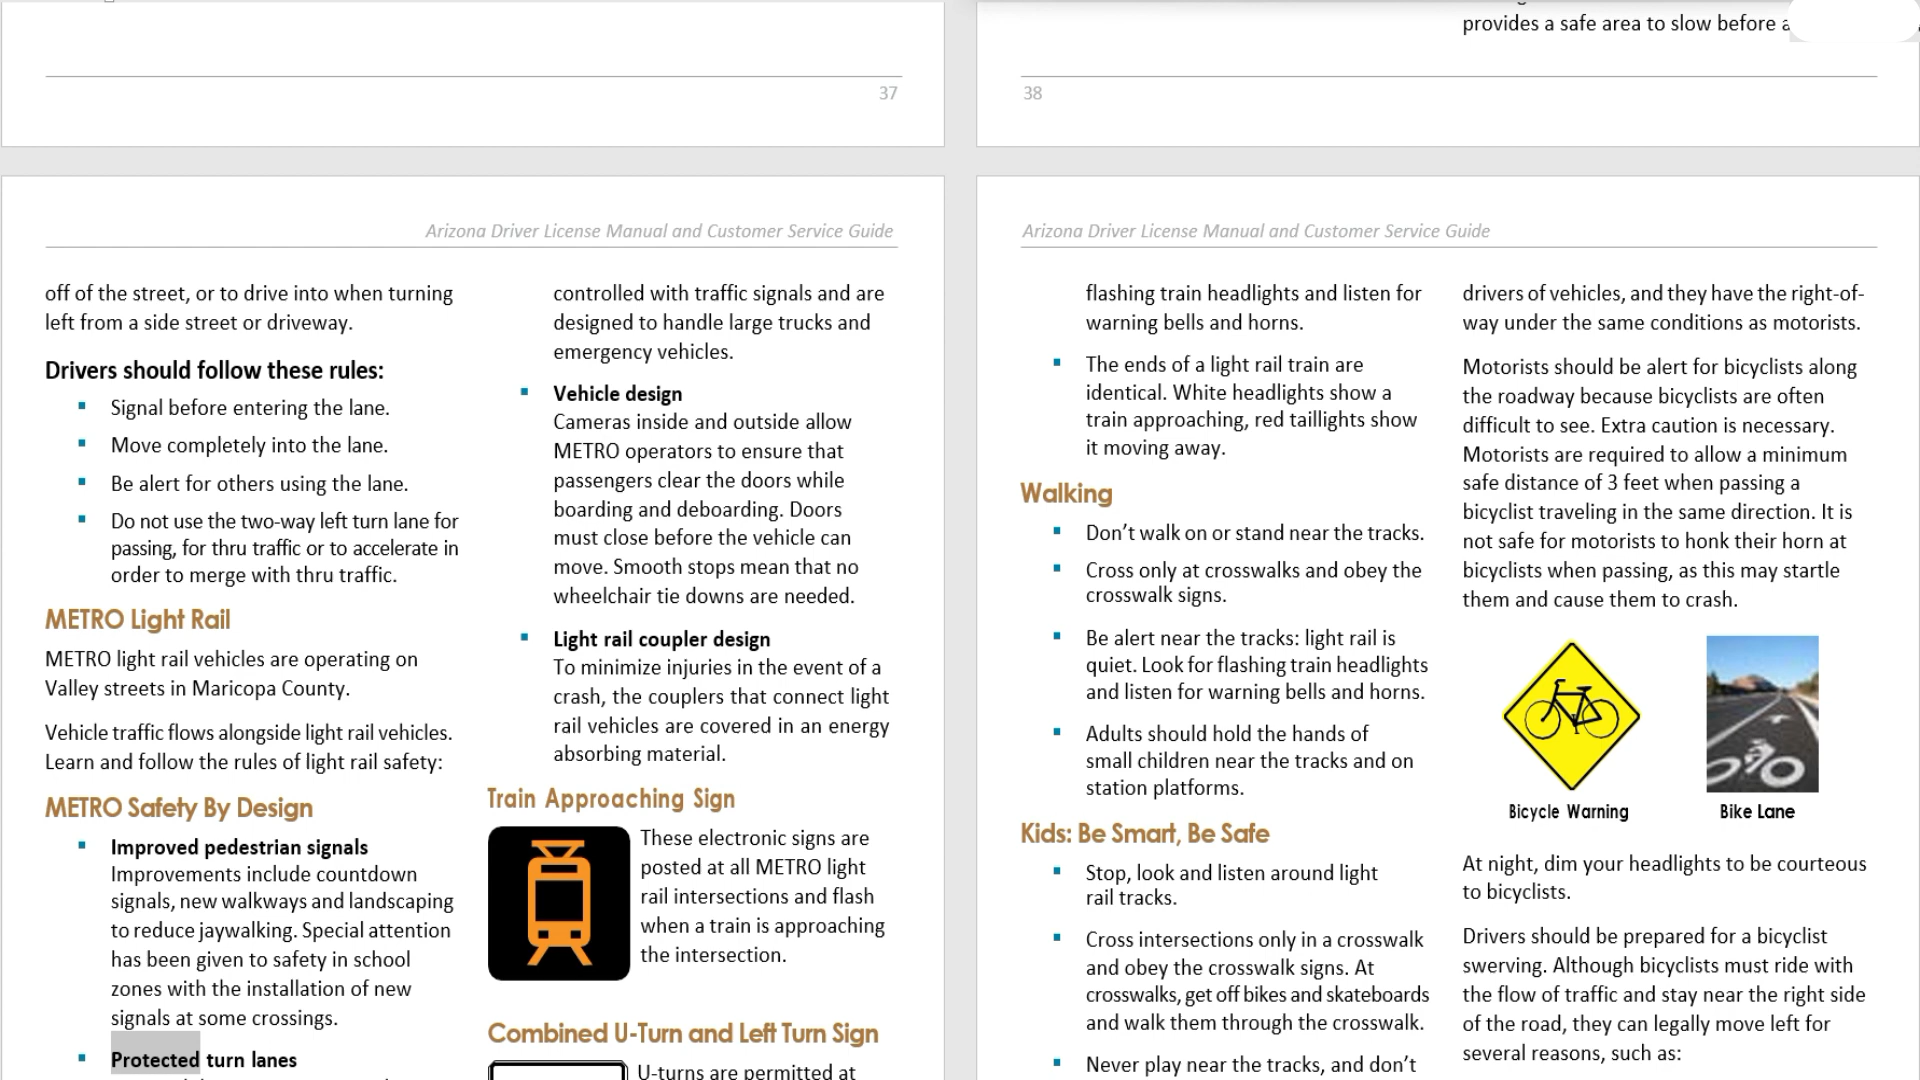 provides a safe area to slow before
37
38
Arizona Driver License Manual and Customer Service Guide
off of the street, or to drive into when turning
left from a side street or driveway.
Drivers should follow these rules:
Signal before entering the lane.
Move completely into the lane.
Be alert for others using the lane.
Do not use the two-way left turn lane for
passing, for thru traffic or to accelerate in
order to merge with thru traffic.
METRO Light Rail
METRO light rail vehicles are operating on
Valley streets in Maricopa County.
Vehicle traffic flows alongside light rail vehicles.
Learn and follow the rules of light rail safety:
METRO Safety By Design
Improved pedestrian signals
Improvements include countdown
signals, new walkways and landscaping
to reduce jaywalking. Special attention
has been given to safety in school
zones with the installation of new
signals at some crossings.
Protected turn lanes
controlled with traffic signals and are
designed to handle large trucks and
emergency vehicles.
Vehicle design
Cameras inside and outside allow
METRO operators to ensure that
passengers clear the doors while
boarding and deboarding. Doors
must close before the vehicle can
move. Smooth stops mean that no
wheelchair tie downs are needed.
Light rail coupler design
To minimize injuries in the event of a
crash, the couplers that connect light
rail vehicles are covered in an energy
absorbing material.
Train Approaching Sign
These electronic signs are
posted at all METRO light
rail intersections and flash
when a train is approaching
the intersection.
Combined U-Turn and Left Turn Sign
U-turns are permitted at
Arizona Driver License Manual and Customer Service Guide
flashing train headlights and listen for
warning bells and horns.
The ends of a light rail train are
identical. White headlights show a
train approaching, red taillights show
it moving away.
Walking
Don’t walk on or stand near the tracks.
Cross only at crosswalks and obey the
crosswalk signs.
Be alert near the tracks: light rail is
quiet. Look for flashing train headlights
and listen for warning bells and horns.
Adults should hold the hands of
small children near the tracks and on
station platforms.
Kids: Be Smart, Be Safe
Stop, look and listen around light
rail tracks.
Cross intersections only in a crosswalk
and obey the crosswalk signs. At
crosswalks, get off bikes and skateboards
and walk them through the crosswalk.
Never play near the tracks, and don’t
drivers of vehicles, and they have the right-of-
way under the same conditions as motorists.
Motorists should be alert for bicyclists along
the roadway because bicyclists are often
difficult to see. Extra caution is necessary.
Motorists are required to allow a minimum
safe distance of 3 feet when passing a
bicyclist traveling in the same direction. It is
not safe for motorists to honk their horn at
bicyclists when passing, as this may startle
them and cause them to crash.
Bicycle Warning
Bike Lane
At night, dim your headlights to be courteous
to bicyclists.
Drivers should be prepared for a bicyclist
swerving. Although bicyclists must ride with
the flow of traffic and stay near the right side
of the road, they can legally move left for
several reasons, such as: